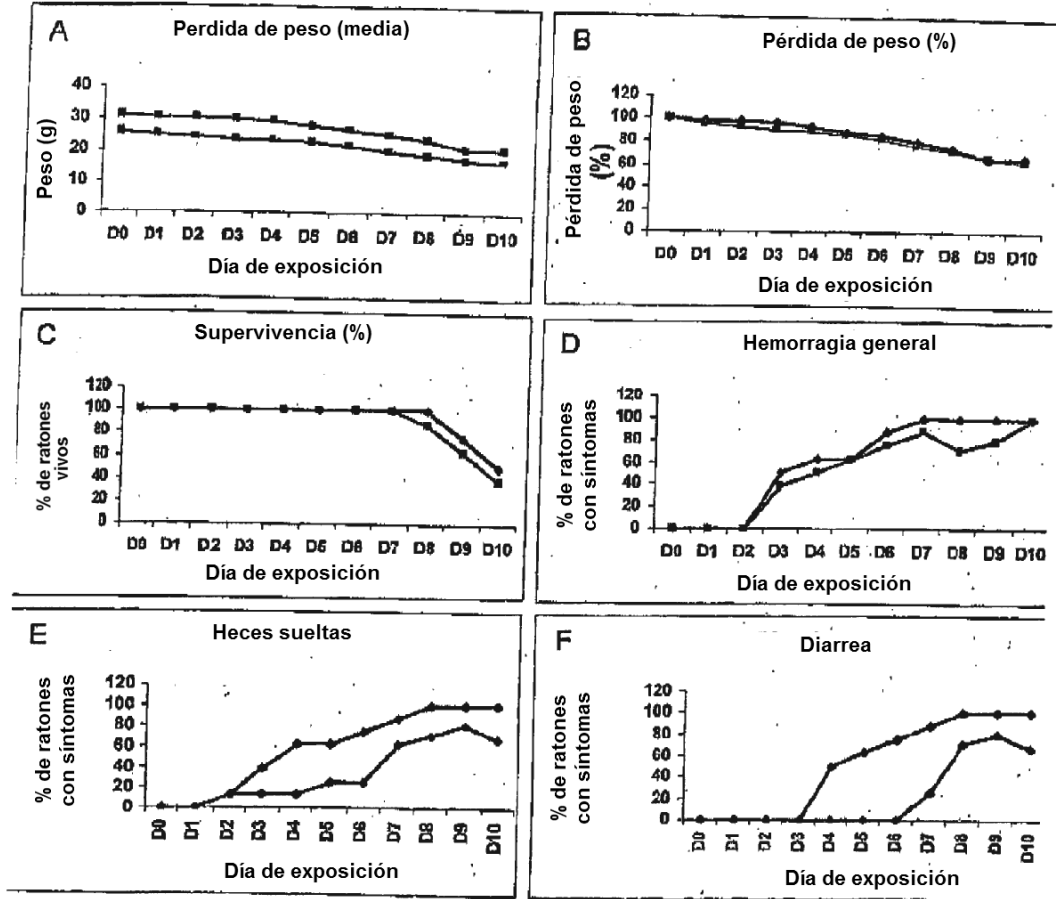 A
Perdida de peso (media)
Peso (g)
40
30
20
10
0
D0 D1 D2 D3 D4 D5 D6 D7 D8 D9 D10
Día de exposición
B
Pérdida de peso (%)
Pérdida de peso
(%)
120
100
80
60
40
20
0
D0 D1 D2 D3 D4 D5 D6 D7 D8 D9 D10
Día de exposición
C
Supervivencia (%)
% de ratones
vivos
120
100
80
60
40
20
0
D0 D1 D2 D3 D4 D5 D6 D7 D8 D9 D10
Día de exposición
D
Hemorragia general
% de ratones
con síntomas
120
100
80
60
40
20
0
D0 D1 D2 D3 D4 D5 D6 D7 D8 D9 D10
Día de exposición
E
Heces sueltas
% de ratones
con síntomas
120
100
80
60
40
20
0
D0 D1 D2 D3 D4 D5 D6 D7 D8 D9 D10
Día de exposición
F
Diarrea
% de ratones
con síntomas
120
100
80
60
40
20
0
D0 D1 D2 D3 D4 D5 D6 D7 D8 D9 D10
Día de exposición